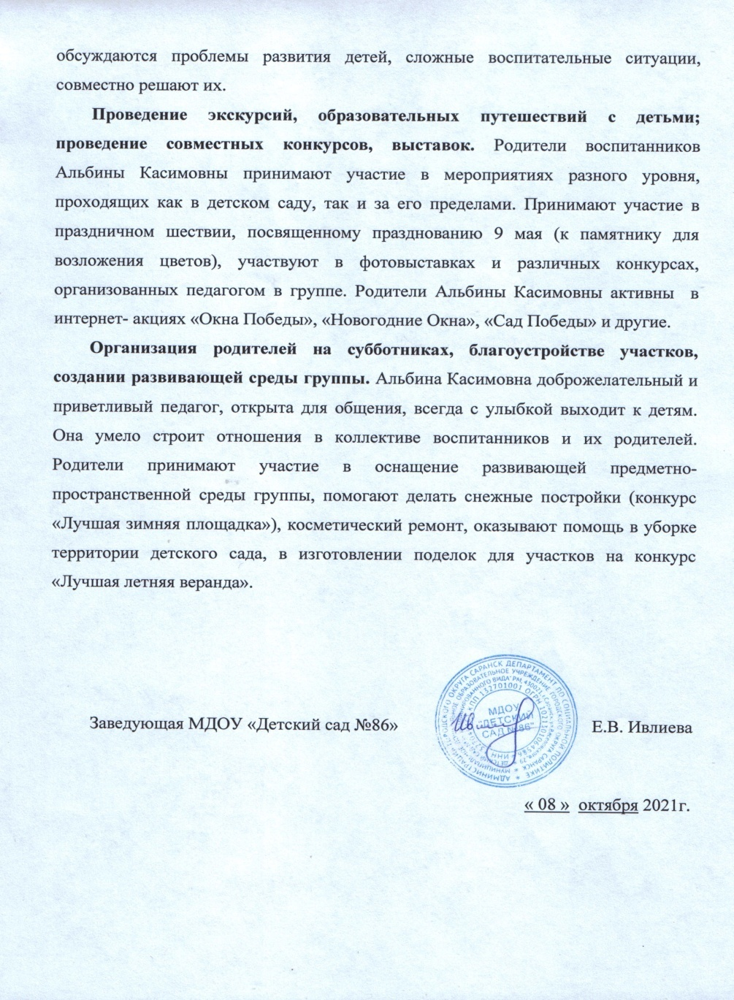 обсуждаются проблемы развития детей, сложные воспитательные ситуации,
совместно решают их.
Проведение экскурсий, образовательных путешествий с детьми;
проведение совместных конкурсов, выставок. Родители воспитанников
Альбины Касимовны принимают участие в мероприятиях разного уровня,
проходящих как в детском саду, так и за его пределами. Принимают участие в
праздничном шествии, посвященному празднованию 9 мая (к памятнику для
возложения цветов), участвуют в фотовыставках и различных конкурсах,
организованных педагогом в группе. Родители Альбины Касимовны активны в
интернет- акциях «Окна Победы», «Новогодние Окна», «Сад Победы» и другие.
Организация родителей на субботниках, благоустройстве участков,
создании развивающей среды группы. Альбина Касимовна доброжелательный и
приветливый педагог, открыта для общения, всегда с улыбкой выходит к детям.
Она умело строит отношения в коллективе воспитанников и их родителей.
Родители принимают участие в оснащение развивающей предметно-
пространственной среды группы, помогают делать снежные постройки (конкурс
«Лучшая зимняя площадка»), косметический ремонт, оказывают помощь в уборке
территории детского сада, в изготовлении поделок для участков на конкурс
«Лучшая летняя веранда».
Заведующая МДОУ «Детский сад №86»
МДОУ
"ДЕТСКИЙ
САД №86"
Е.В. Ивлиева
« 08 » октября 2021г.